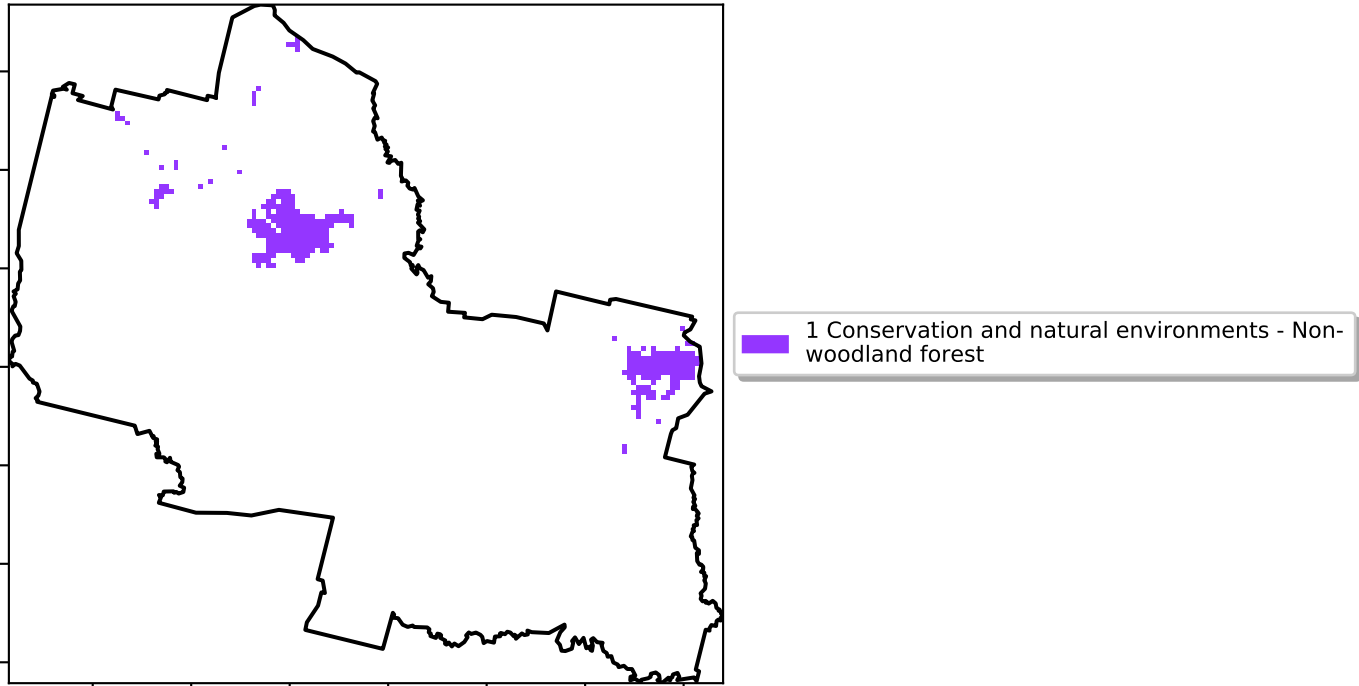 1 Conservation and natural environments - Non-
woodland forest